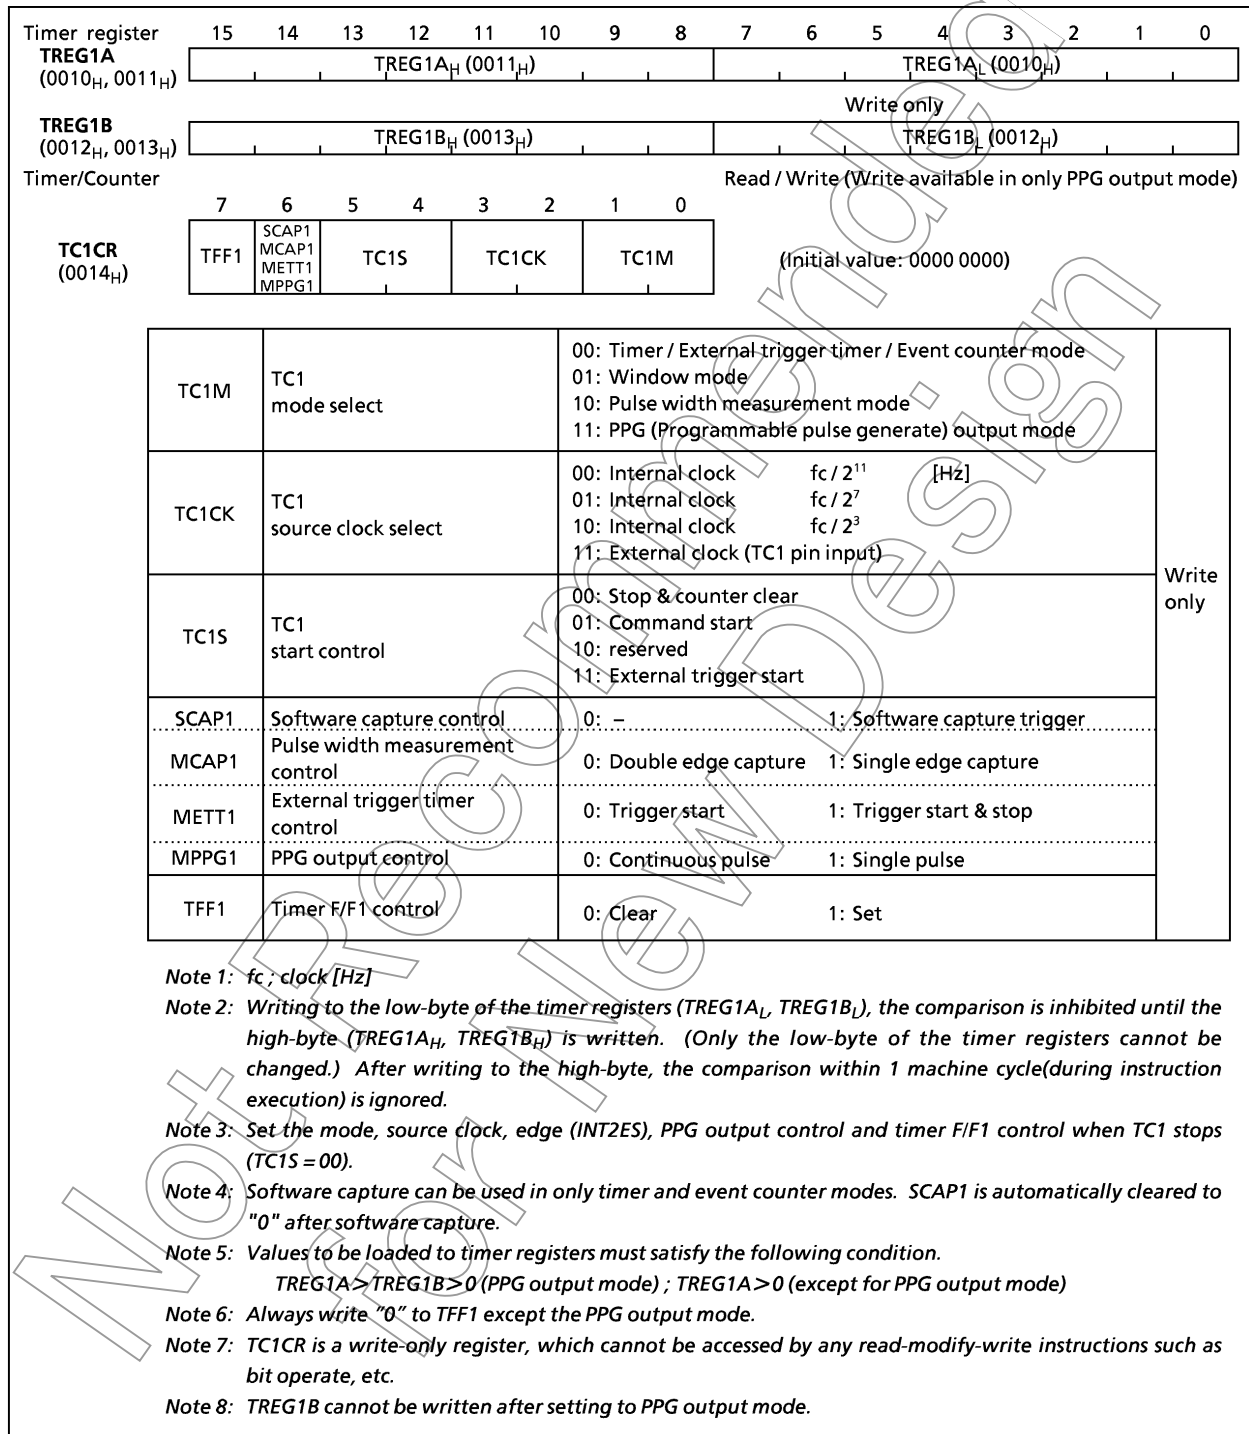 Timer register 15 14 13 12 11 10 9 8 7 6 5 4 3 2 1 0
TREG1A
(0010H, 0011H)
TREG1AH (0011H) TREG1AL (0010H)
Write only
TREG1B
(0012H, 0013H)
TREG1BH (0013H) TREG1BL (0012H)
Timer/Counter
Read / Write (Write available in only PPG output mode)
7 6 5 4 3 2 1 0
TC1CR
(0014H)
TFF1
SCAP1
MCAP1
METT1
MPPG1
TC1S TC1CK TC1M
(Initial value: 0000 0000)
TC1M
TC1
mode select
00: Timer / External trigger timer / Event counter mode
01: Window mode
10: Pulse width measurement mode
11: PPG (Programmable pulse generate) output mode
TC1CK
TC1
source clock select
00: Internal clock fc / 2¹¹ [Hz]
01: Internal clock fc / 2⁷
10: Internal clock fc / 2³
11: External clock (TC1 pin input)
TC1S
TC1
start control
00: Stop & counter clear
01: Command start
10: reserved
11: External trigger start
Write
only
SCAP1 Software capture control 0: – 1: Software capture trigger
MCAP1
Pulse width measurement
control
0: Double edge capture 1: Single edge capture
METT1
External trigger timer
control
0: Trigger start 1: Trigger start & stop
MPPG1 PPG output control 0: Continuous pulse 1: Single pulse
TFF1 Timer F/F1 control 0: Clear 1: Set
Note 1: fc ; clock [Hz]
Note 2: Writing to the low-byte of the timer registers (TREG1AL, TREG1BL), the comparison is inhibited until the
high-byte (TREG1AH, TREG1BH) is written. (Only the low-byte of the timer registers cannot be
changed.) After writing to the high-byte, the comparison within 1 machine cycle(during instruction
execution) is ignored.
Note 3: Set the mode, source clock, edge (INT2ES), PPG output control and timer F/F1 control when TC1 stops
(TC1S = 00).
Note 4: Software capture can be used in only timer and event counter modes. SCAP1 is automatically cleared to
"0" after software capture.
Note 5: Values to be loaded to timer registers must satisfy the following condition.
TREG1A > TREG1B > 0 (PPG output mode) ; TREG1A > 0 (except for PPG output mode)
Note 6: Always write "0" to TFF1 except the PPG output mode.
Note 7: TC1CR is a write-only register, which cannot be accessed by any read-modify-write instructions such as
bit operate, etc.
Note 8: TREG1B cannot be written after setting to PPG output mode.
Not Recommended
for New Design